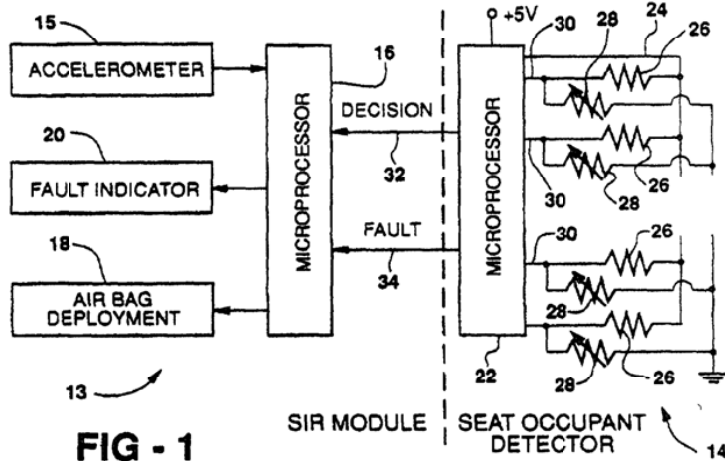 15
ACCELEROMETER
20
FAULT INDICATOR
18
AIR BAG
DEPLOYMENT
13
FIG - 1
MICROPROCESSOR
16
DECISION
32
FAULT
34
SIR MODULE
+5V
MICROPROCESSOR
22
30
28
24
26
30
28
26
30
26
28
28
26
SEAT OCCUPANT
DETECTOR
14